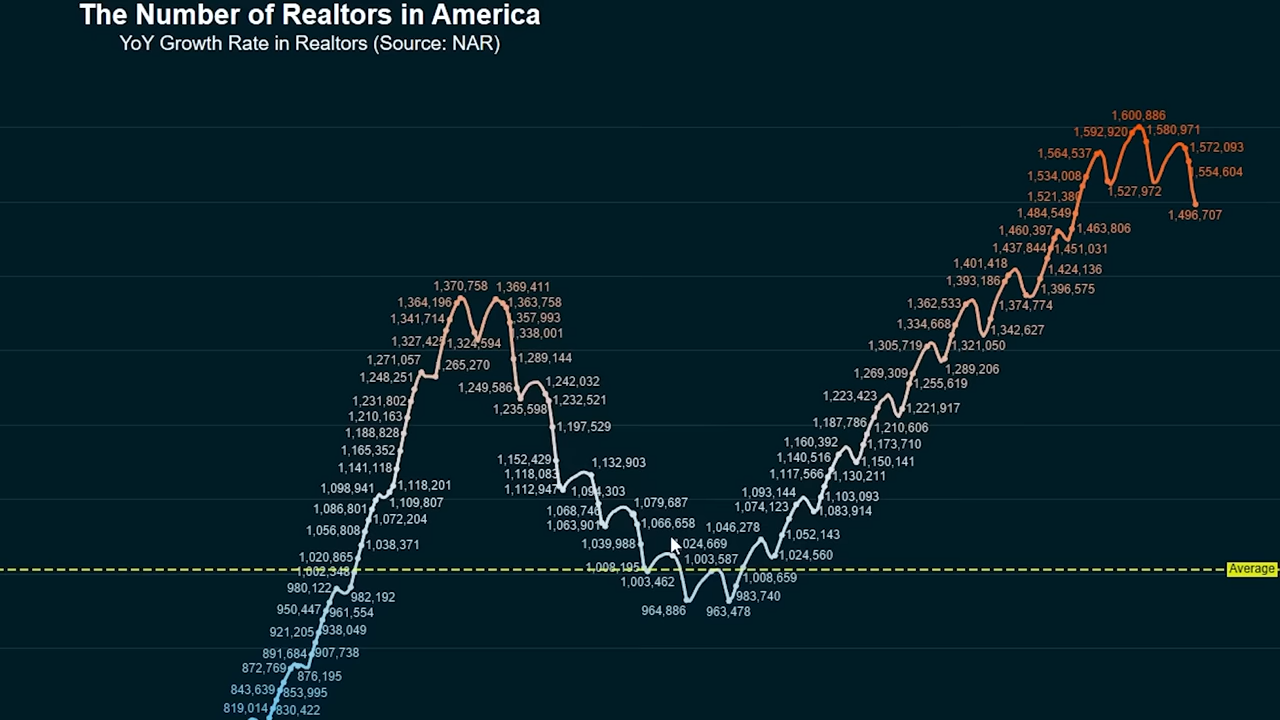 The Number of Realtors in America
YoY Growth Rate in Realtors (Source: NAR)
1,600,886
1,592,920 1,580,971
1,572,093
1,564,537
1,554,604
1,534,008
1,527,972
1,521,380
1,484,549 1,496,707
1,460,397 1,463,806
1,437,844 1,451,031
1,401,418 1,424,136
1,393,186 1,396,575
1,370,758 1,369,411
1,364,196 1,363,758 1,362,533 1,374,774
1,341,714 1,357,993 1,334,668 1,342,627
1,338,001
1,324,594 1,305,719 1,321,050
1,271,057 1,265,270 1,289,144 1,269,309 1,289,206
1,248,251 1,249,586 1,242,032 1,255,619
1,231,802 1,235,598 1,232,521 1,223,423 1,221,917
1,210,163
1,188,828 1,197,529 1,187,786 1,210,606
1,165,352 1,160,392 1,173,710
1,141,118 1,152,429 1,132,903 1,140,516 1,150,141
1,118,083 1,117,566 1,130,211
1,098,941 1,118,201 1,112,947 1,093,144 1,103,093
1,086,801 1,109,807 1,079,687 1,074,123 1,083,914
1,072,204 1,066,658
1,056,808 1,063,901 1,046,278 1,052,143
1,038,371 1,039,988 1,024,669
1,020,865 1,003,587 1,024,560
1,002,348 1,008,195 Average
980,122 1,003,462 1,008,659
982,192 983,740
950,447 961,554 964,886 963,478
921,205 938,049
891,684 907,738
872,769 876,195
843,639 853,995
819,014 830,422